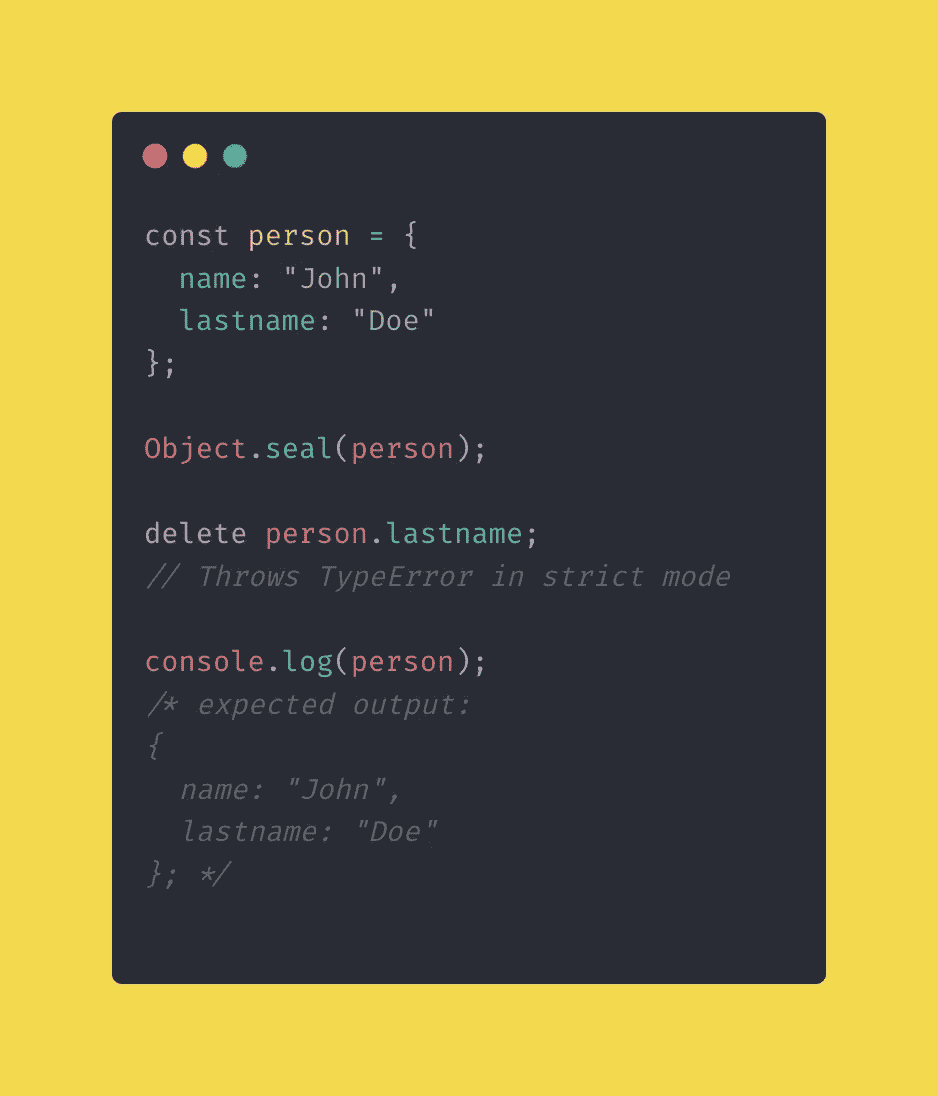 const person = {
  name: "John",
  lastname: "Doe"
};

Object.seal(person);

delete person.lastname;
// Throws TypeError in strict mode

console.log(person);
/* expected output:
{
  name: "John",
  lastname: "Doe"
}; */